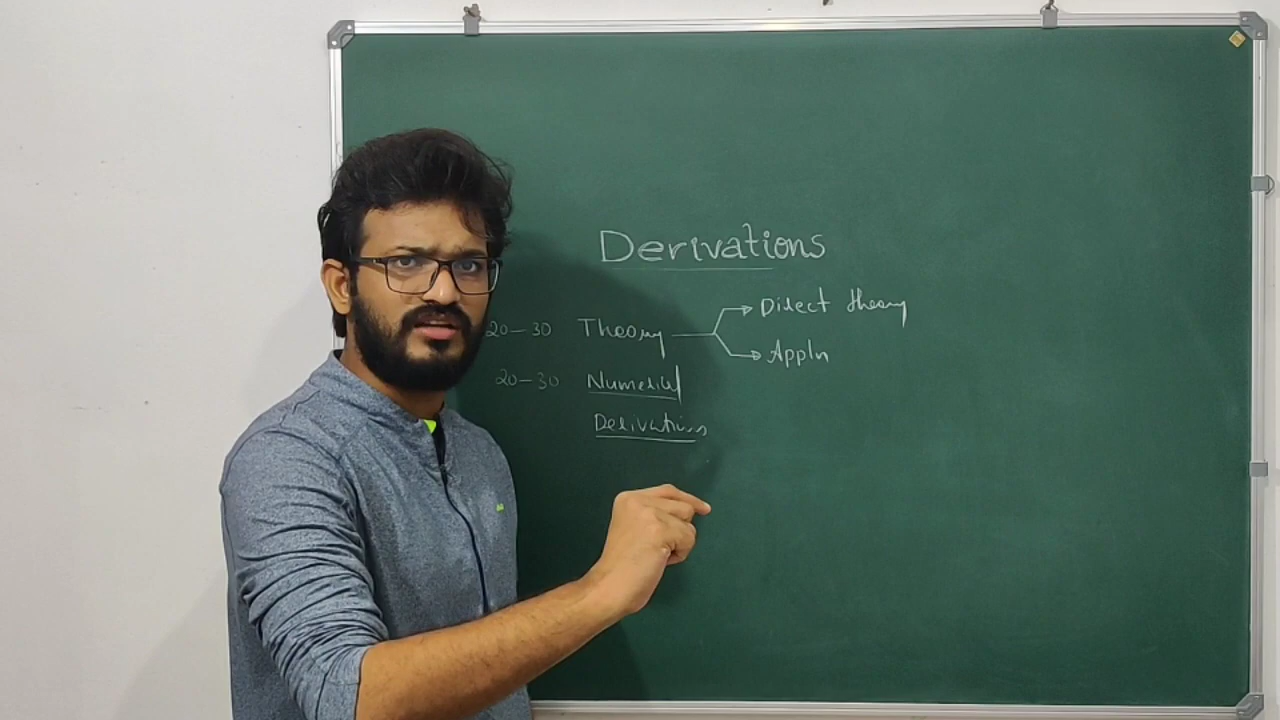 Derivations
Direct theory
20-30 Theory
Appln
20-30 Numerical
Derivations